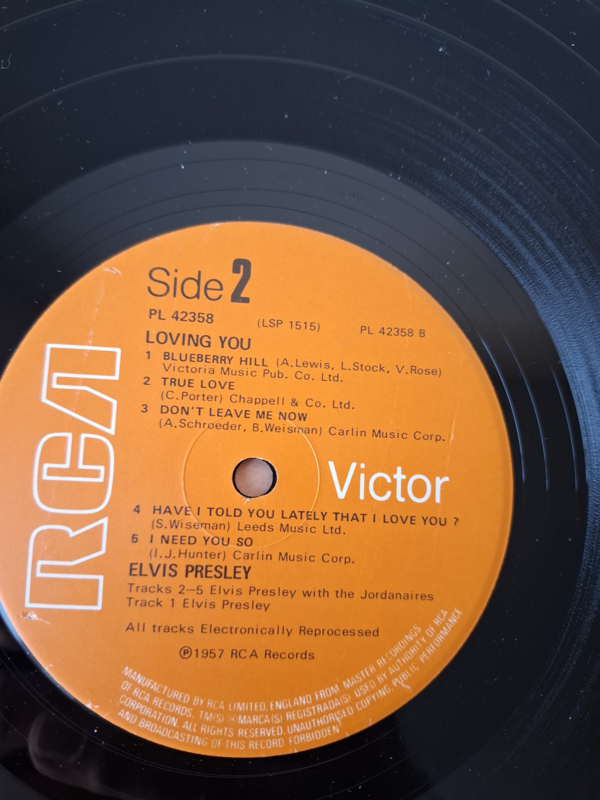 Side 2
PL 42358 (LSP 1515) PL 42358 B
LOVING YOU
1 BLUEBERRY HILL (A.Lewis, L.Stock, V.Rose)
Victoria Music Pub. Co. Ltd.
2 TRUE LOVE
(C.Porter) Chappell & Co. Ltd.
3 DON'T LEAVE ME NOW
(A.Schroeder, B.Weisman) Carlin Music Corp.
RCA
Victor
4 HAVE I TOLD YOU LATELY THAT I LOVE YOU ?
(S.Wiseman) Leeds Music Ltd.
5 I NEED YOU SO
(I.J.Hunter) Carlin Music Corp.
ELVIS PRESLEY
Tracks 2–5 Elvis Presley with the Jordanaires
Track 1 Elvis Presley
All tracks Electronically Reprocessed
Ⓟ1957 RCA Records
MANUFACTURED BY RCA LIMITED, ENGLAND FROM MASTER RECORDINGS
OF RCA RECORDS. TM(S) ® MARCA(S) REGISTRADA(S) USED BY AUTHORITY OF RCA
CORPORATION. ALL RIGHTS RESERVED. UNAUTHORISED COPYING, PUBLIC PERFORMANCE
AND BROADCASTING OF THIS RECORD FORBIDDEN